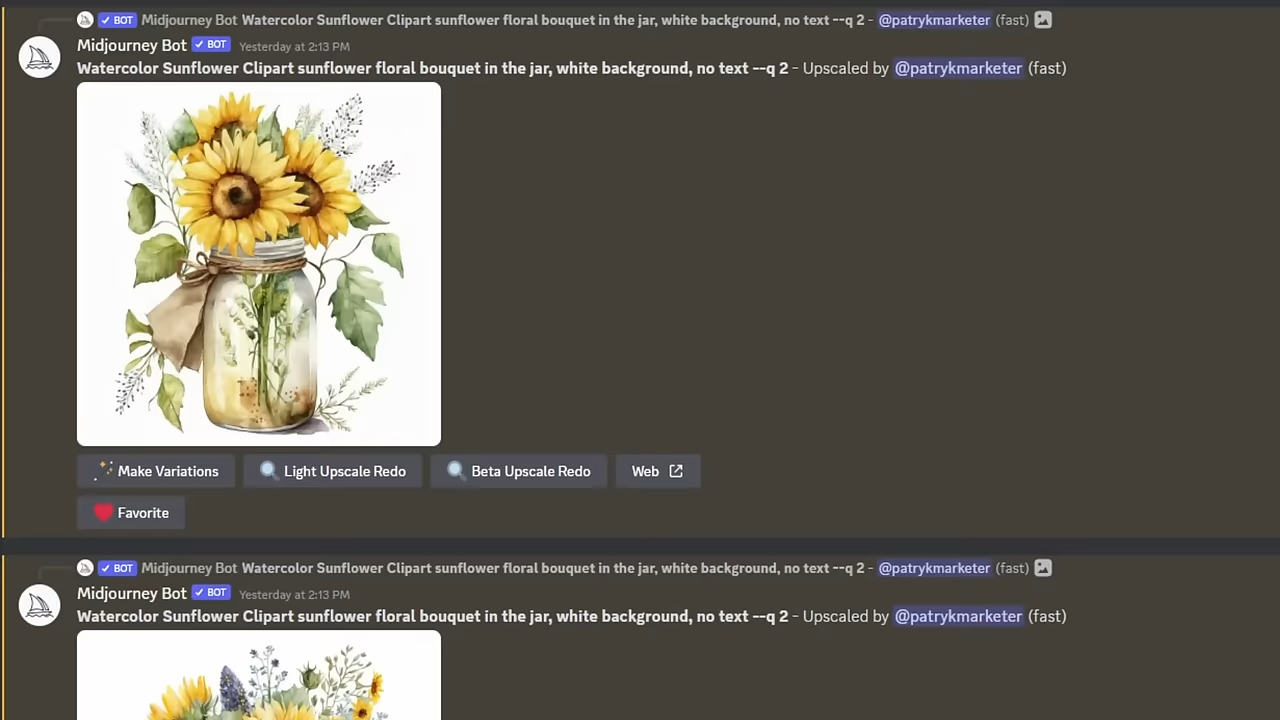 ✓ BOT Midjourney Bot Watercolor Sunflower Clipart sunflower floral bouquet in the jar, white background, no text --q 2 - @patrykmarketer (fast)
Midjourney Bot ✓ BOT Yesterday at 2:13 PM
Watercolor Sunflower Clipart sunflower floral bouquet in the jar, white background, no text --q 2 - Upscaled by @patrykmarketer (fast)
Make Variations Light Upscale Redo Beta Upscale Redo Web
Favorite
✓ BOT Midjourney Bot Watercolor Sunflower Clipart sunflower floral bouquet in the jar, white background, no text --q 2 - @patrykmarketer (fast)
Midjourney Bot ✓ BOT Yesterday at 2:13 PM
Watercolor Sunflower Clipart sunflower floral bouquet in the jar, white background, no text --q 2 - Upscaled by @patrykmarketer (fast)